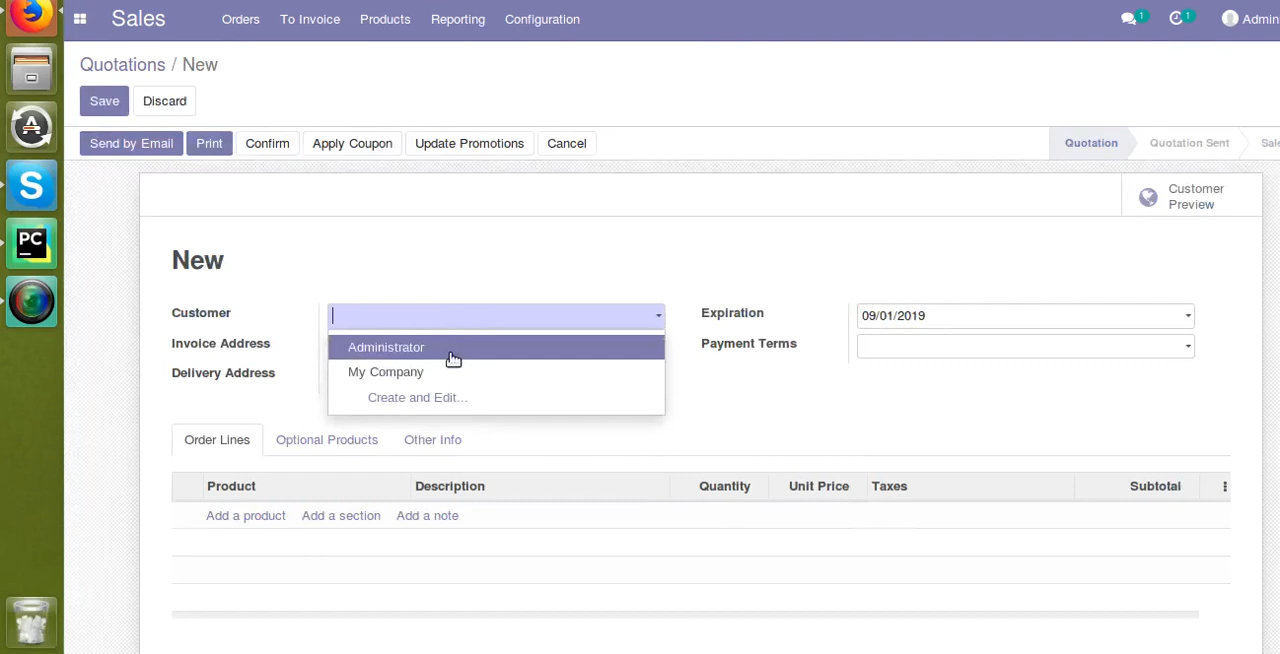 Sales Orders To Invoice Products Reporting Configuration 1 1 Admin
Quotations / New
Save Discard
Send by Email Print Confirm Apply Coupon Update Promotions Cancel Quotation Quotation Sent Sale
Customer
Preview
New
Customer Expiration 09/01/2019
Invoice Address Administrator Payment Terms
Delivery Address My Company
Create and Edit...
Order Lines Optional Products Other Info
Product Description Quantity Unit Price Taxes Subtotal
Add a product Add a section Add a note
S
PC